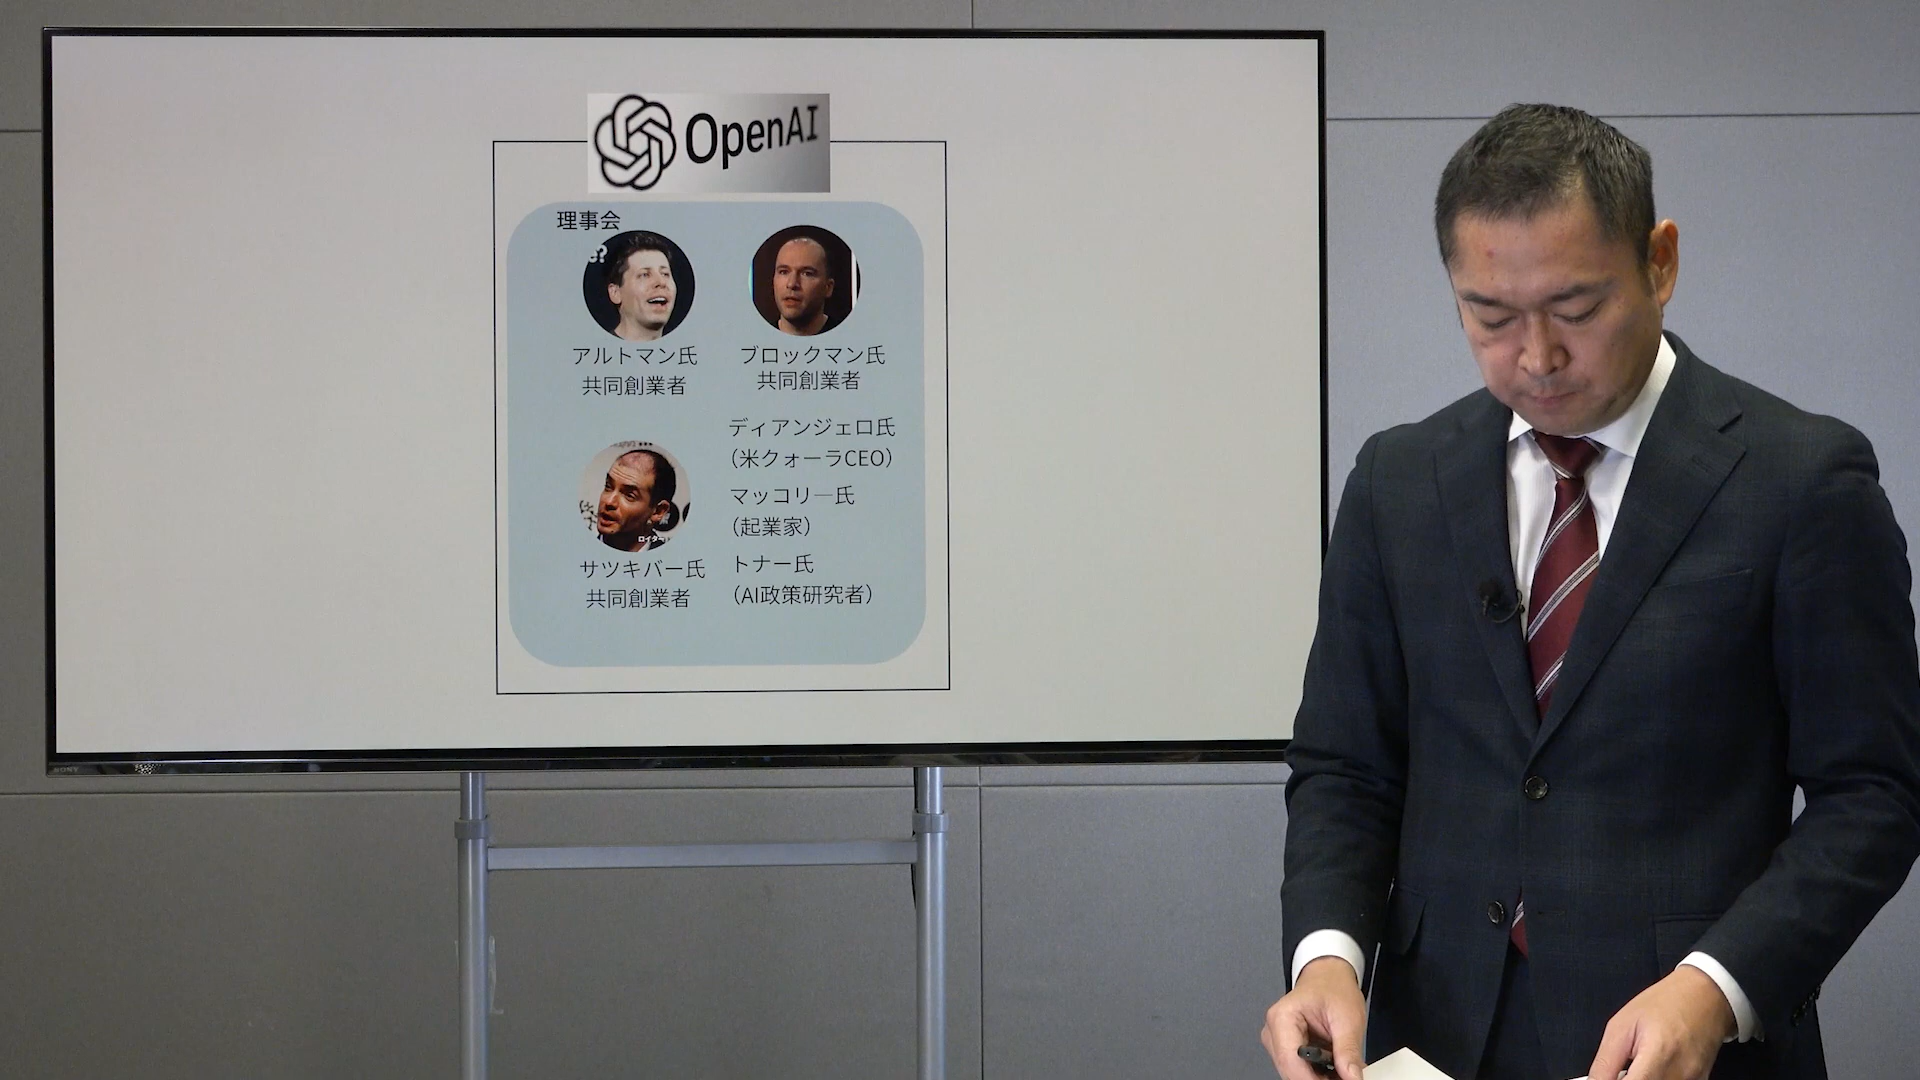 OpenAI
理事会
e?
アルトマン氏
共同創業者
ブロックマン氏
共同創業者
サツキバー氏
共同創業者
ディアンジェロ氏
（米クォーラCEO）
マッコリ―氏
（起業家）
トナー氏
（AI政策研究者）
SONY